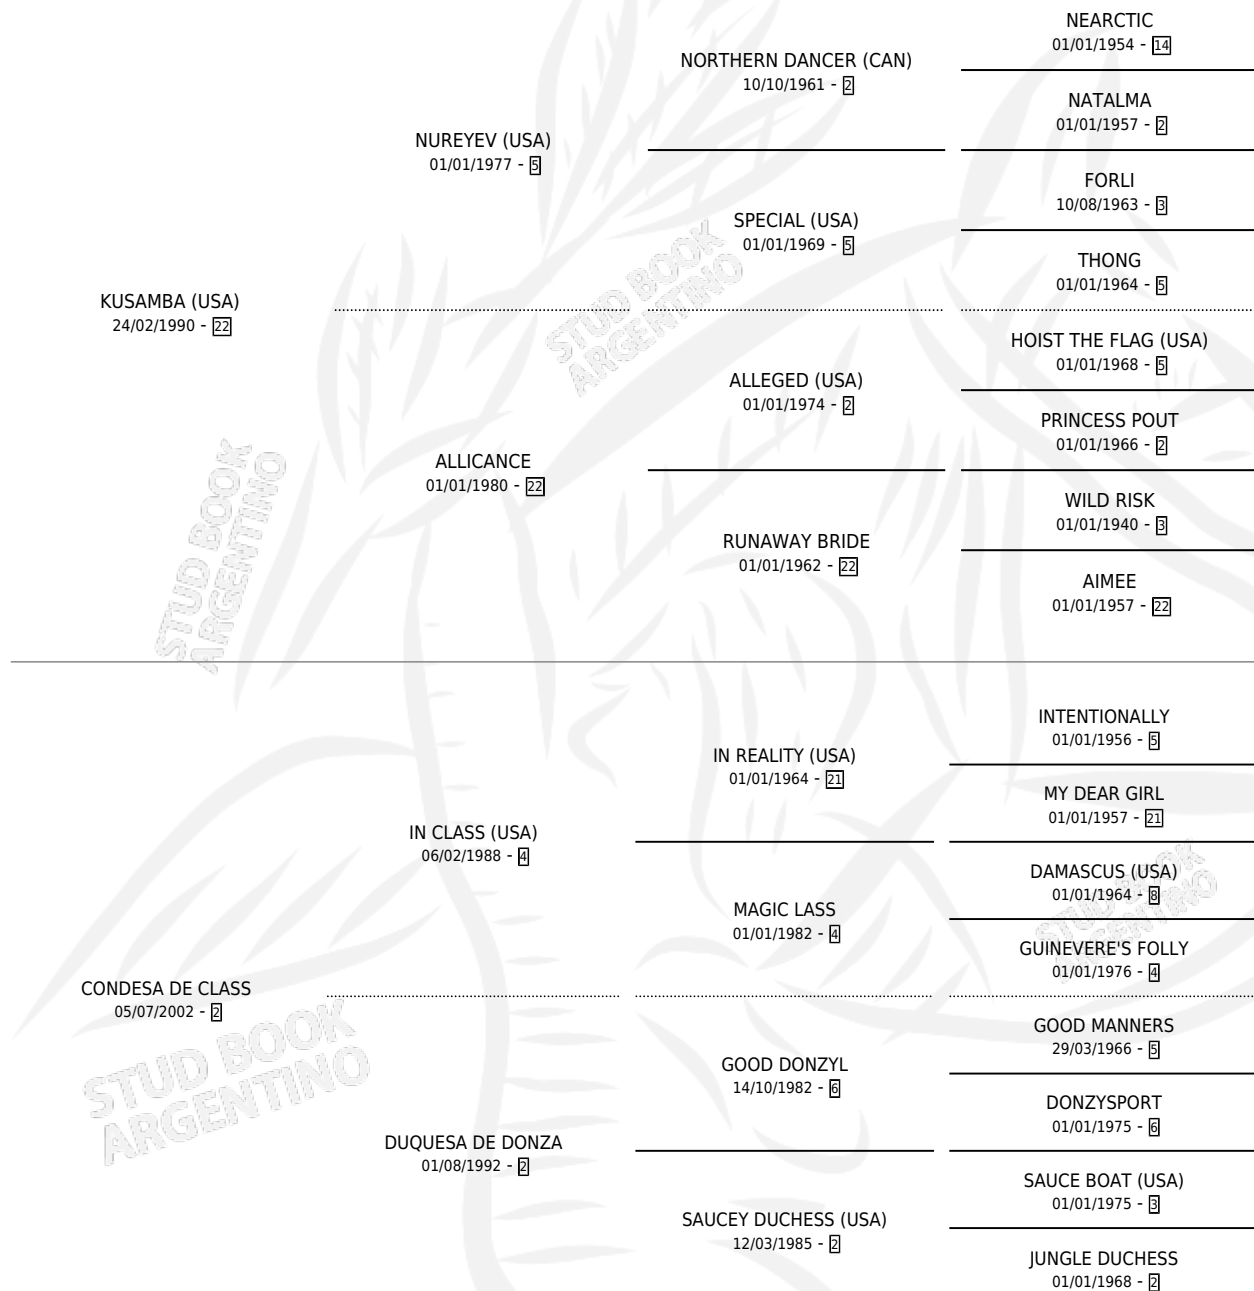 NEARCTIC
01/01/1954 - 14
NORTHERN DANCER (CAN)
10/10/1961 - 2
NATALMA
01/01/1957 - 2
NUREYEV (USA)
01/01/1977 - 5
FORLI
10/08/1963 - 3
SPECIAL (USA)
01/01/1969 - 5
THONG
01/01/1964 - 5
KUSAMBA (USA)
24/02/1990 - 22
HOIST THE FLAG (USA)
01/01/1968 - 5
ALLEGED (USA)
01/01/1974 - 2
PRINCESS POUT
01/01/1966 - 2
ALLICANCE
01/01/1980 - 22
WILD RISK
01/01/1940 - 3
RUNAWAY BRIDE
01/01/1962 - 22
AIMEE
01/01/1957 - 22
INTENTIONALLY
01/01/1956 - 5
IN REALITY (USA)
01/01/1964 - 21
MY DEAR GIRL
01/01/1957 - 21
IN CLASS (USA)
06/02/1988 - 4
DAMASCUS (USA)
01/01/1964 - 8
MAGIC LASS
01/01/1982 - 4
GUINEVERE'S FOLLY
01/01/1976 - 4
CONDESA DE CLASS
05/07/2002 - 2
GOOD MANNERS
29/03/1966 - 5
GOOD DONZYL
14/10/1982 - 6
DONZYSPORT
01/01/1975 - 6
DUQUESA DE DONZA
01/08/1992 - 2
SAUCE BOAT (USA)
01/01/1975 - 3
SAUCEY DUCHESS (USA)
12/03/1985 - 2
JUNGLE DUCHESS
01/01/1968 - 2
STUD BOOK
ARGENTINO
STUD BOOK
ARGENTINO
STUD BOOK
ARGENTINO
STUD BOOK
ARGENTINO